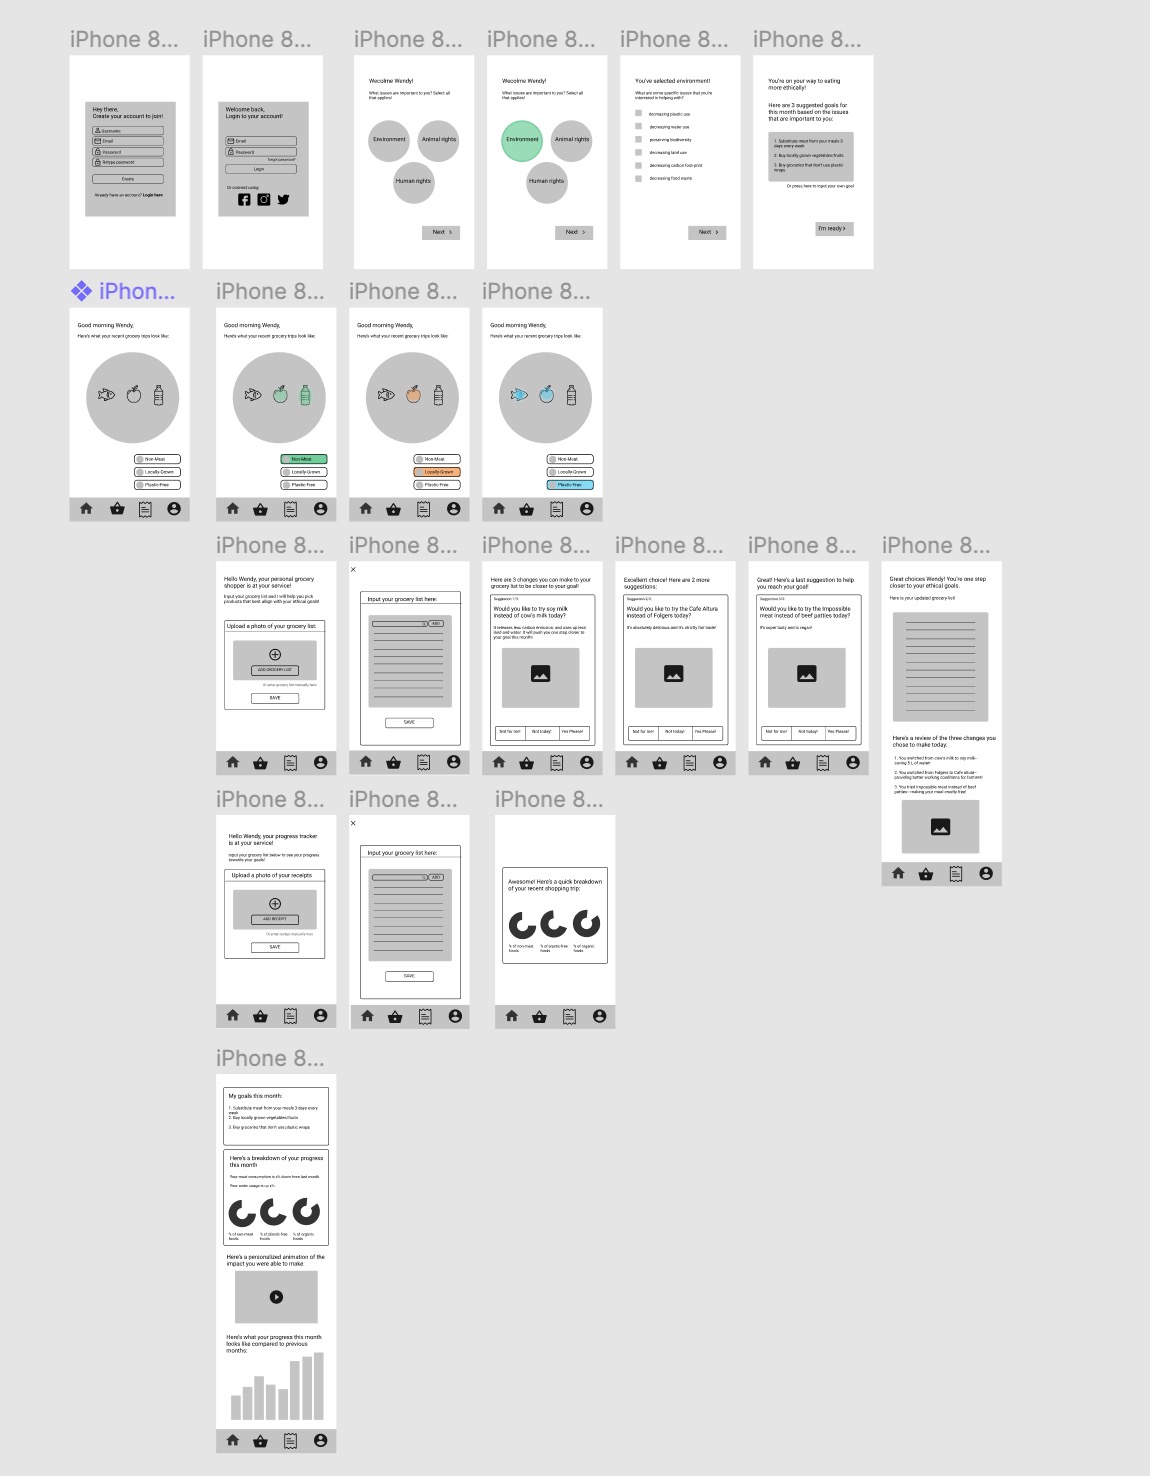 iPhone 8...
iPhone 8...
iPhone 8...
iPhone 8...
iPhone 8...
iPhone 8...
Hey there,
Create your account to join!
Username
Email
Password
Retype password
Create
Already have an account? Login here
Welcome back,
Login to your account!
Email
Password
Forgot password?
Login
Or connect using:
Wecolme Wendy!
What issues are important to you? Select all
that applies!
Environment
Animal rights
Human rights
Next >
Wecolme Wendy!
What issues are important to you? Select all
that applies!
Environment
Animal rights
Human rights
Next >
You've selected environment!
What are some specific issues that you're
interested in helping with?
decreasing plastic use
decreasing water use
preserving biodiversity
decreasing land use
decreasing carbon foot-print
decreasing food waste
Next >
You're on your way to eating
more ethically!
Here are 3 suggested goals for
this month based on the issues
that are important to you:
1. Substitute meat from your meals 3
days every week
2. Buy locally grown vegetables/fruits
3. Buy groceries that don't use plastic
wraps
Or press here to input your own goal
I'm ready >
iPhon...
iPhone 8...
iPhone 8...
iPhone 8...
Good morning Wendy,
Here's what your recent grocery trips look like:
Non-Meat
Locally-Grown
Plastic-Free
Good morning Wendy,
Here's what your recent grocery trips look like:
Non-Meat
Locally-Grown
Plastic-Free
Good morning Wendy,
Here's what your recent grocery trips look like:
Non-Meat
Locally-Grown
Plastic-Free
Good morning Wendy,
Here's what your recent grocery trips look like:
Non-Meat
Locally-Grown
Plastic-Free
iPhone 8...
iPhone 8...
iPhone 8...
iPhone 8...
iPhone 8...
iPhone 8...
Hello Wendy, your personal grocery
shopper is at your service!
Input your grocery list and I will help you pick
products that best align with your ethical goals!
Upload a photo of your grocery list:
ADD GROCERY LIST
Or enter grocery list manually here
SAVE
Input your grocery list here:
ADD
SAVE
Here are 3 changes you can make to your
grocery list to be closer to your goal!
Suggestion 1/3:
Would you like to try soy milk
instead of cow's milk today?
It releases less carbon emission, and uses up less
land and water. It will push you one step closer to
your goal this month!
Not for me!
Not today!
Yes Please!
Excellent choice! Here are 2 more
suggestions:
Suggestion 2/3:
Would you like to try the Cafe Altura
instead of Folgers today?
It's absolutely delicious and it's strictly fair trade!
Not for me!
Not today!
Yes Please!
Great! Here's a last suggestion to help
you reach your goal!
Suggestion 3/3:
Would you like to try the Impossible
meat instead of beef patties today?
It's super tasty and is vegan!
Not for me!
Not today!
Yes Please!
Great choices Wendy! You're one step
closer to your ethical goals.
Here is your updated grocery list!
Here's a review of the three changes you
chose to make today:
1. You switched from cow's milk to soy milk--
saving 5 L of water!
2. You switched from Folgers to Cafe altura--
providing better working conditions for farmers!
3. You tried impossible meat instead of beef
patties--making your meal cruelty free!
iPhone 8...
iPhone 8...
iPhone 8...
Hello Wendy, your progress tracker
is at your service!
Input your grocery list below to see your progress
towards your goals!
Upload a photo of your receipts
ADD RECEIPT
Or enter receipt manually here
SAVE
Input your grocery list here:
ADD
SAVE
Awesome! Here's a quick breakdown
of your recent shopping trip:
% of non-meat
foods
% of plastic-free
foods
% of organic
foods
iPhone 8...
My goals this month:
1. Substitute meat from your meals 3 days every
week
2. Buy locally grown vegetables/fruits
3. Buy groceries that don't use plastic wraps
Here's a breakdown of your progress
this month
Your meat consumption is x% down from last month
Your water usage is up x%
% of non-meat
foods
% of plastic-free
foods
% of organic
foods
Here's a personalized animation of the
impact you were able to make:
Here's what your progress this month
looks like compared to previous
months: